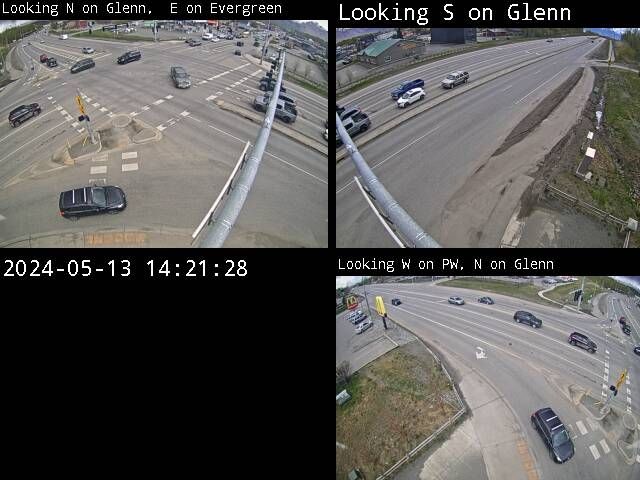 Looking N on Glenn,  E on Evergreen
Looking S on Glenn
2024-05-13 14:21:28
Looking W on PW, N on Glenn